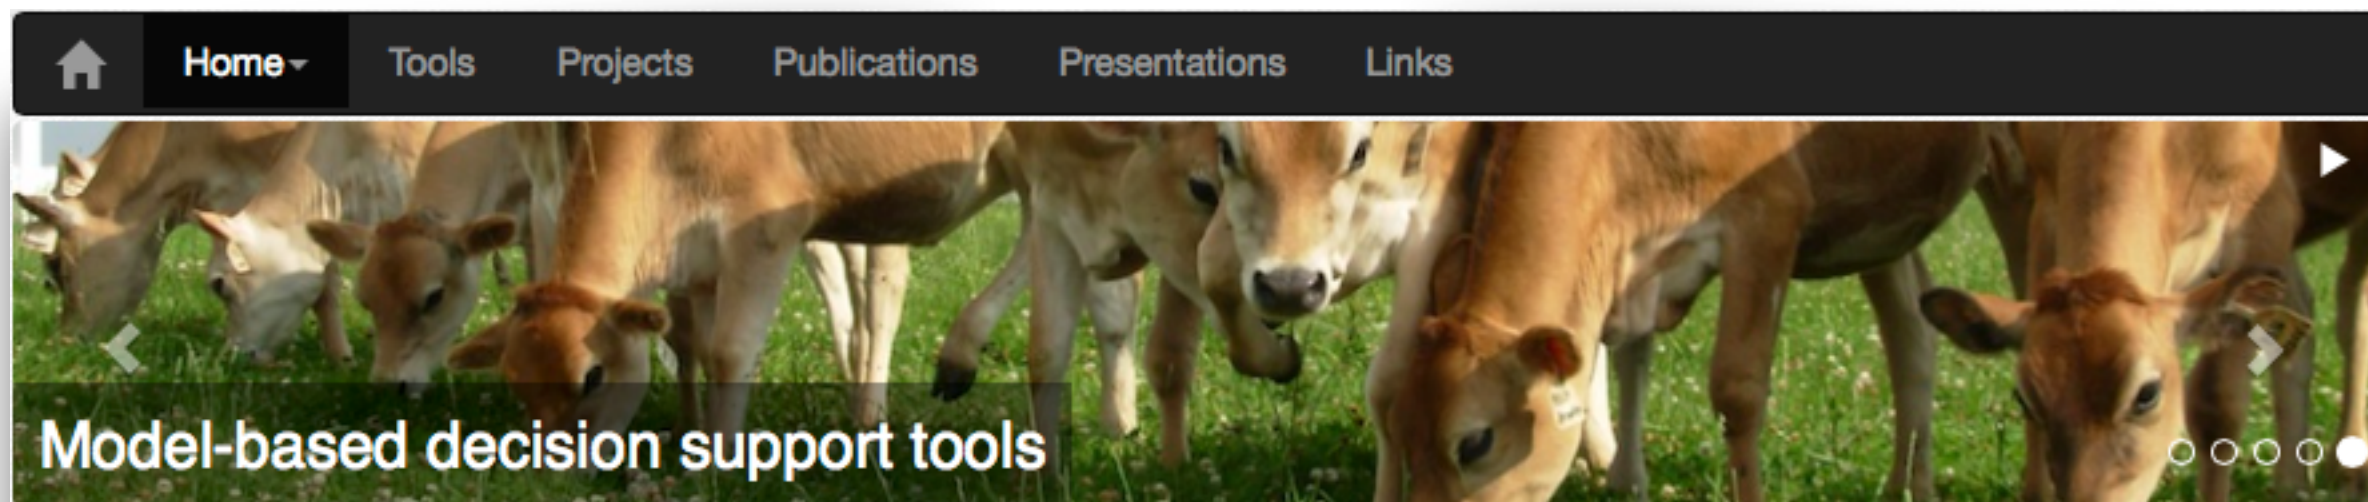 Home Tools Projects Publications Presentations Links
Model-based decision support tools